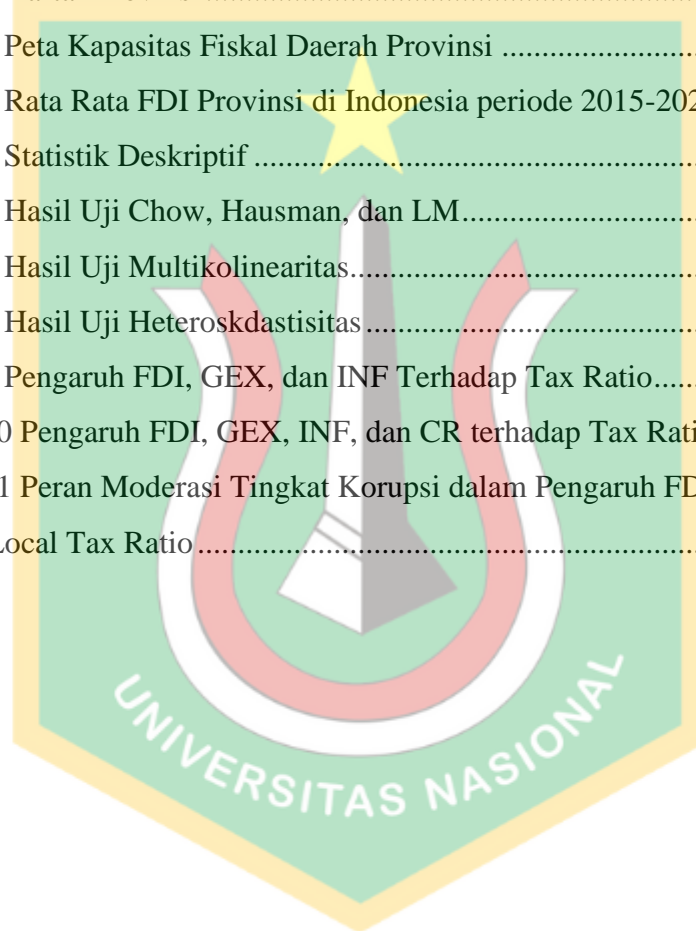 Peta Kapasitas Fiskal Daerah Provinsi ........................
Rata Rata FDI Provinsi di Indonesia periode 2015-202
Statistik Deskriptif ........................................................
Hasil Uji Chow, Hausman, dan LM................................
Hasil Uji Multikolinearitas..............................................
Hasil Uji Heteroskdastisitas............................................
Pengaruh FDI, GEX, dan INF Terhadap Tax Ratio.......
0 Pengaruh FDI, GEX, INF, dan CR terhadap Tax Rati
1 Peran Moderasi Tingkat Korupsi dalam Pengaruh FD
Local Tax Ratio..............................................................
UNIVERSITAS NASIONAL